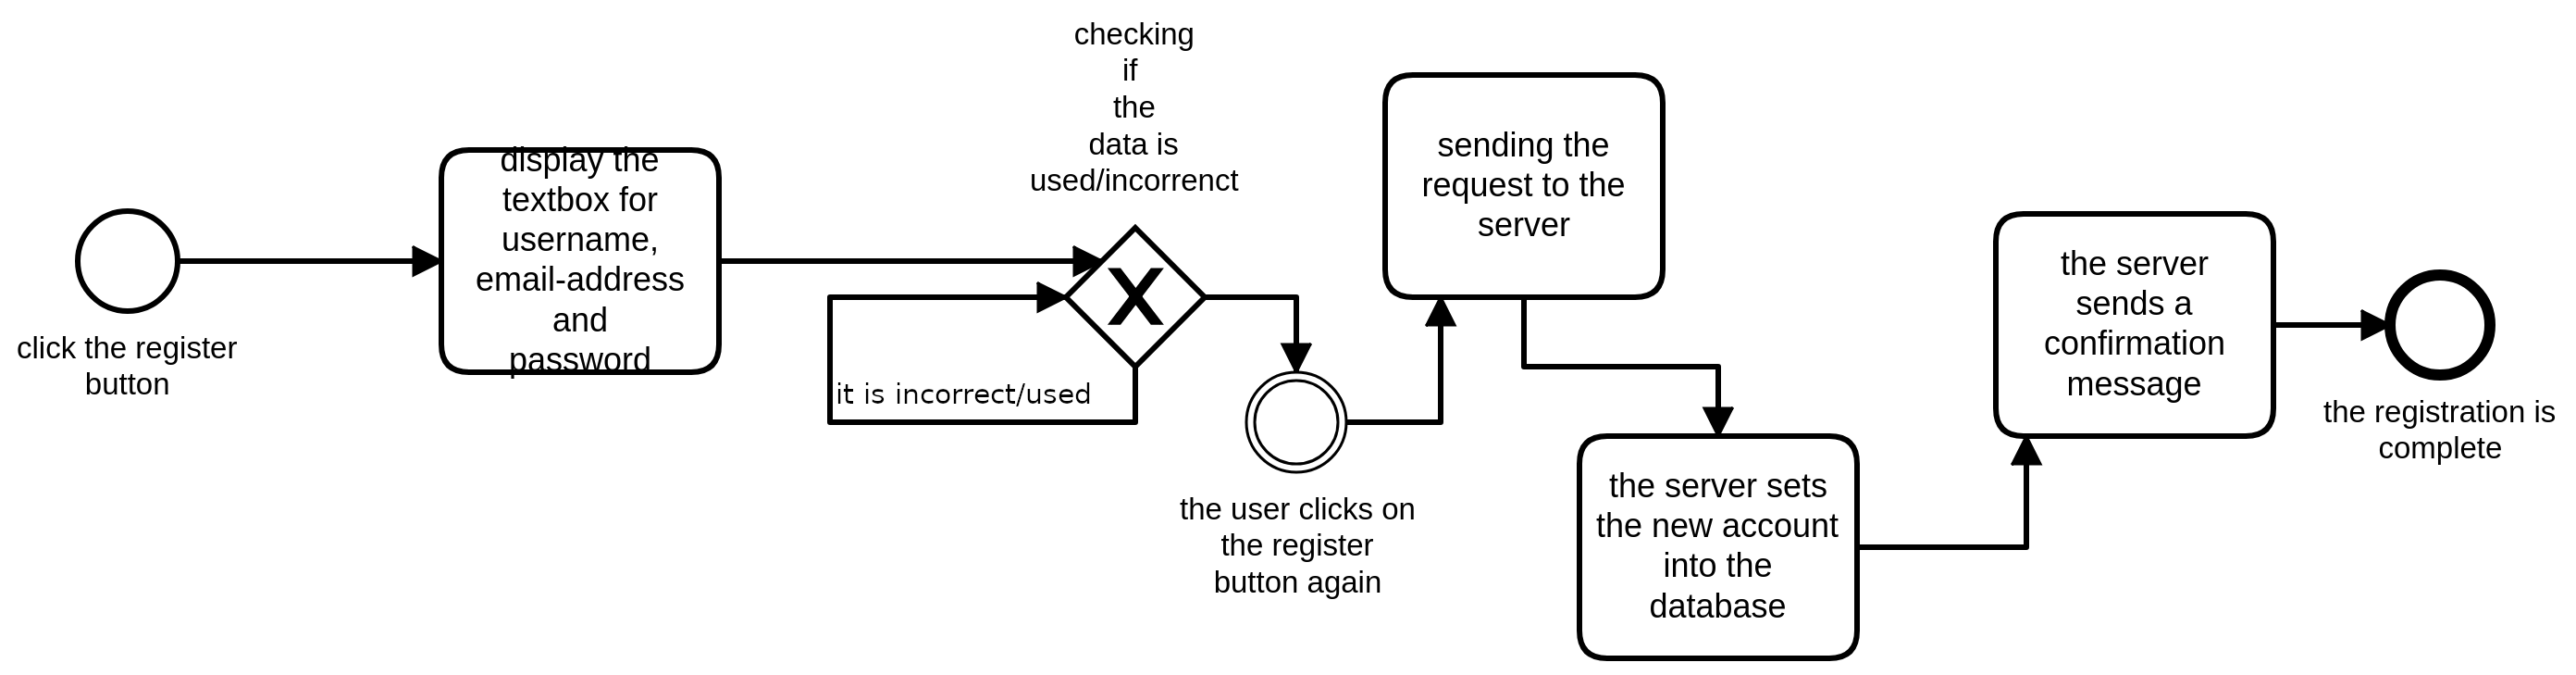 click the register
button
display the
textbox for
username,
email-address
and
password
checking
if
the
data is
used/incorrenct
X
it is incorrect/used
the user clicks on
the register
button again
sending the
request to the
server
the server sets
the new account
into the
database
the server
sends a
confirmation
message
the registration is
complete